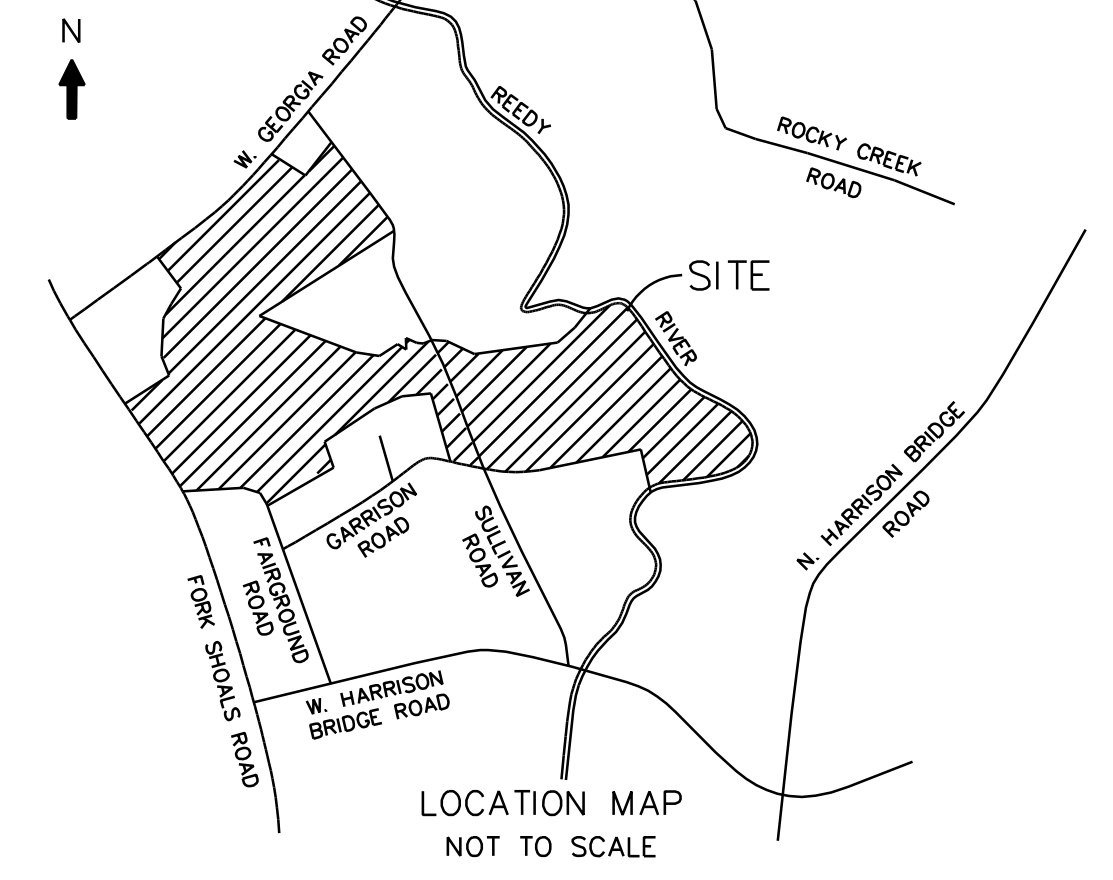 N
W. GEORGIA ROAD
REEDY
ROCKY CREEK
ROAD
SITE
RIVER
N. HARRISON BRIDGE
ROAD
GARRISON
ROAD
SULLIVAN
ROAD
FAIRGROUND
ROAD
FORK SHOALS ROAD
W. HARRISON
BRIDGE ROAD
LOCATION MAP
NOT TO SCALE